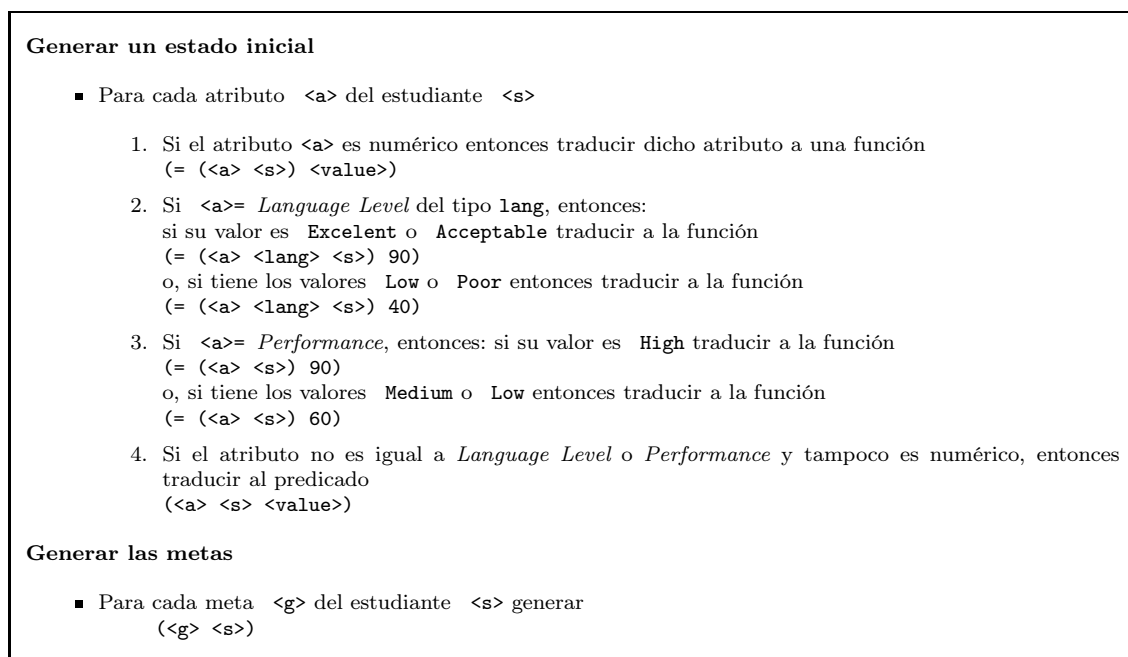 Generar un estado inicial
▪ Para cada atributo <a> del estudiante <s>
1. Si el atributo <a> es numérico entonces traducir dicho atributo a una función
(= (<a> <s>) <value>)
2. Si <a>= Language Level del tipo lang, entonces:
si su valor es Excelent o Acceptable traducir a la función
(= (<a> <lang> <s>) 90)
o, si tiene los valores Low o Poor entonces traducir a la función
(= (<a> <lang> <s>) 40)
3. Si <a>= Performance, entonces: si su valor es High traducir a la función
(= (<a> <s>) 90)
o, si tiene los valores Medium o Low entonces traducir a la función
(= (<a> <s>) 60)
4. Si el atributo no es igual a Language Level o Performance y tampoco es numérico, entonces
traducir al predicado
(<a> <s> <value>)
Generar las metas
▪ Para cada meta <g> del estudiante <s> generar
(<g> <s>)